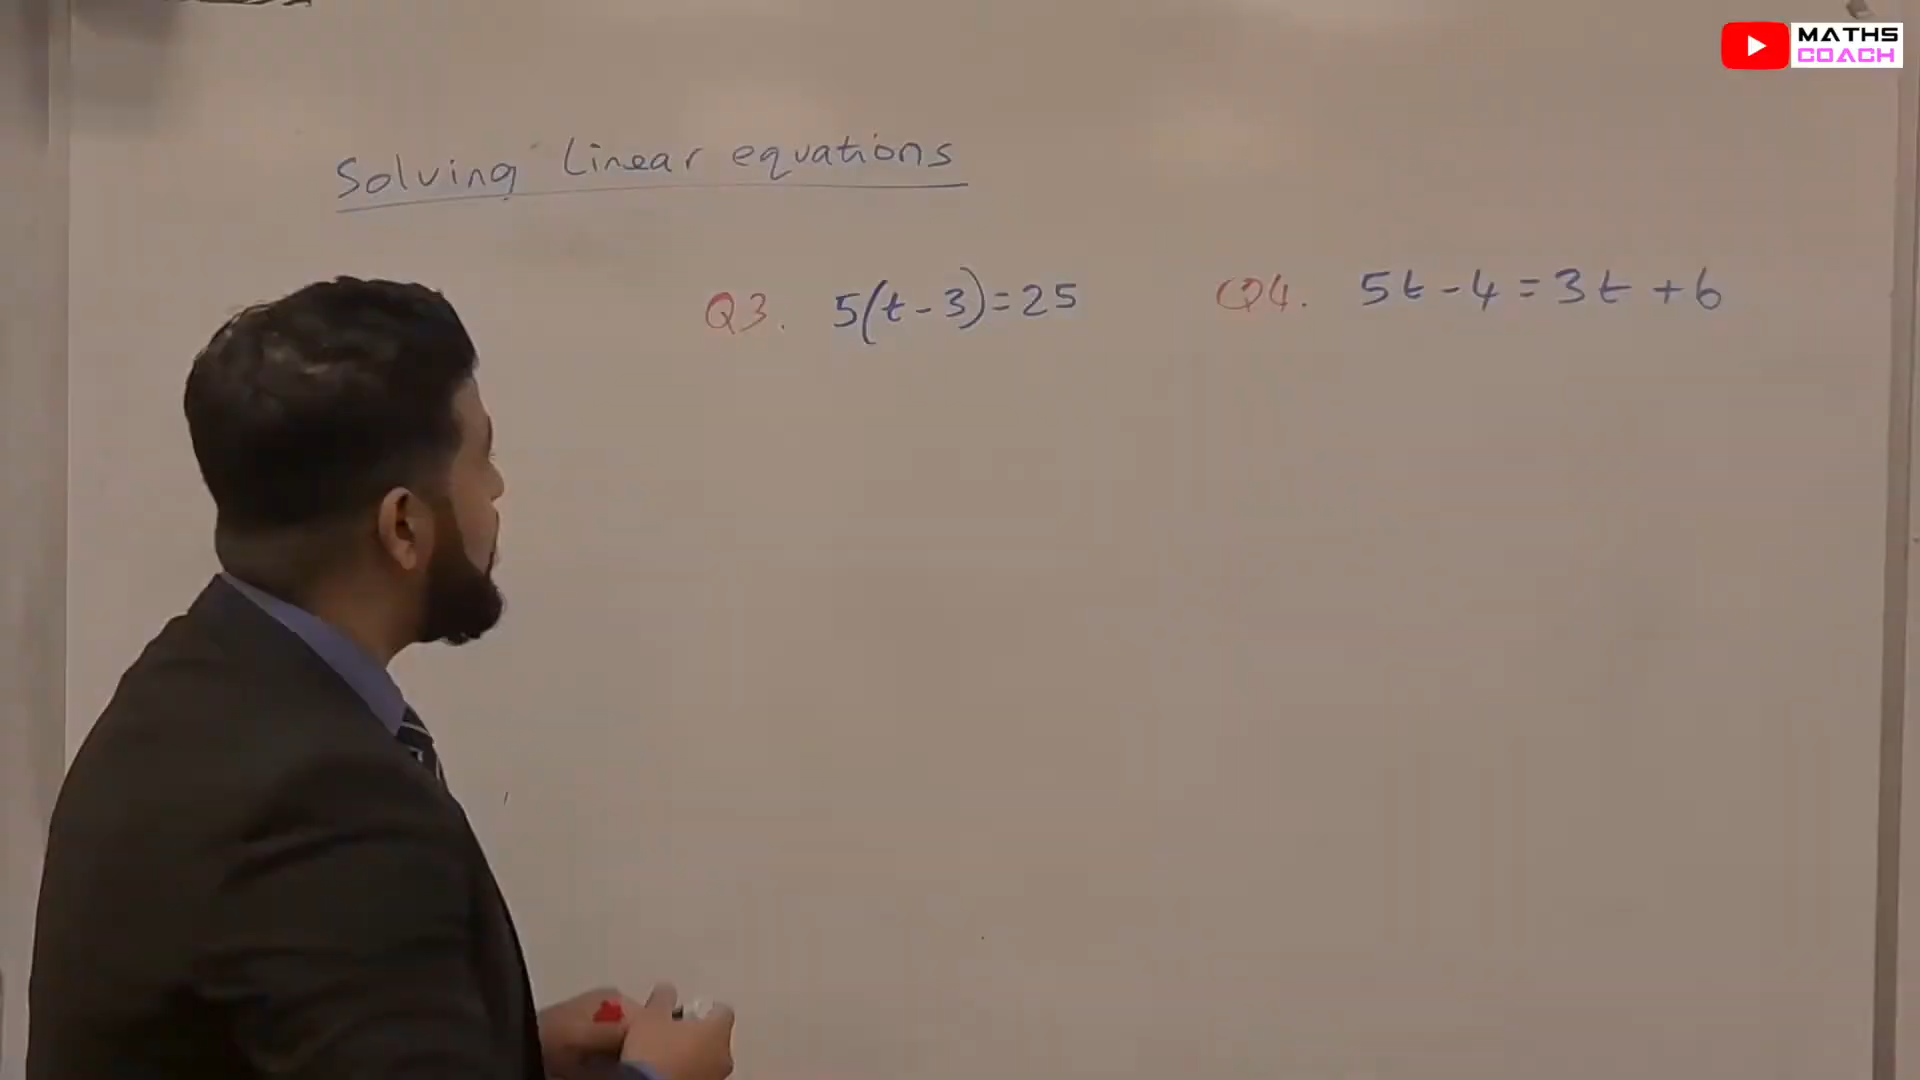 MATHS
COACH
Solving Linear equations
Q3. 5(t-3)=25
Q4. 5t-4=3t+6